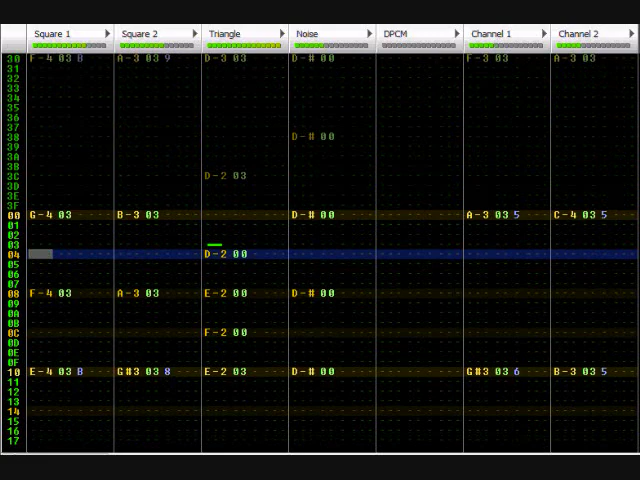 Square 1 Square 2 Triangle Noise DPCM Channel 1 Channel 2
30 F-4 03 8 A-3 03 9 D-3 03 D-# 00 F-3 03 A-3 03
31
32
33
34
35
36
37
38 D-# 00
39
3A
3B
3C D-2 03
3D
3E
3F
00 G-4 03 B-3 03 D-# 00 A-3 03 5 C-4 03 5
01
02
03
04 D-2 00
05
06
07
08 F-4 03 A-3 03 E-2 00 D-# 00
09
0A
0B
0C F-2 00
0D
0E
0F
10 E-4 03 8 G#3 03 8 E-2 03 D-# 00 G#3 03 6 B-3 03 5
11
12
13
14
15
16
17